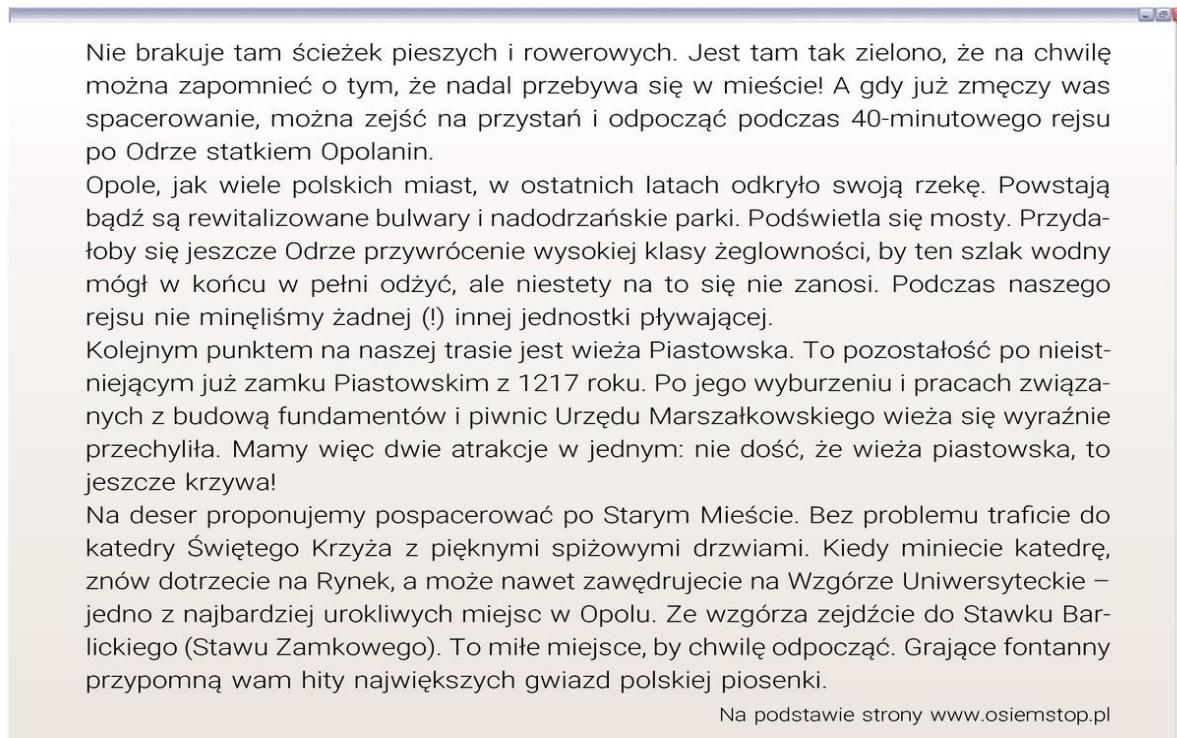 Nie brakuje tam ścieżek pieszych i rowerowych. Jest tam tak zielono, że na chwilę
można zapomnieć o tym, że nadal przebywa się w mieście! A gdy już zmęczy was
spacerowanie, można zejść na przystań i odpocząć podczas 40-minutowego rejsu
po Odrze statkiem Opolanin.
Opole, jak wiele polskich miast, w ostatnich latach odkryło swoją rzekę. Powstają
bądź są rewitalizowane bulwary i nadodrzańskie parki. Podświetla się mosty. Przyda-
łoby się jeszcze Odrze przywrócenie wysokiej klasy żeglowności, by ten szlak wodny
mógł w końcu w pełni odżyć, ale niestety na to się nie zanosi. Podczas naszego
rejsu nie minęliśmy żadnej (!) innej jednostki pływającej.
Kolejnym punktem na naszej trasie jest wieża Piastowska. To pozostałość po nieist-
niejącym już zamku Piastowskim z 1217 roku. Po jego wyburzeniu i pracach związa-
nych z budową fundamentów i piwnic Urzędu Marszałkowskiego wieża się wyraźnie
przechyliła. Mamy więc dwie atrakcje w jednym: nie dość, że wieża piastowska, to
jeszcze krzywa!
Na deser proponujemy pospacerować po Starym Mieście. Bez problemu traficie do
katedry Świętego Krzyża z pięknymi spiżowymi drzwiami. Kiedy miniecie katedrę,
znów dotrzecie na Rynek, a może nawet zawędrujecie na Wzgórze Uniwersyteckie –
jedno z najbardziej urokliwych miejsc w Opolu. Ze wzgórza zejdźcie do Stawku Bar-
lickiego (Stawu Zamkowego). To miłe miejsce, by chwilę odpocząć. Grające fontanny
przypomną wam hity największych gwiazd polskiej piosenki.
Na podstawie strony www.osiemstop.pl